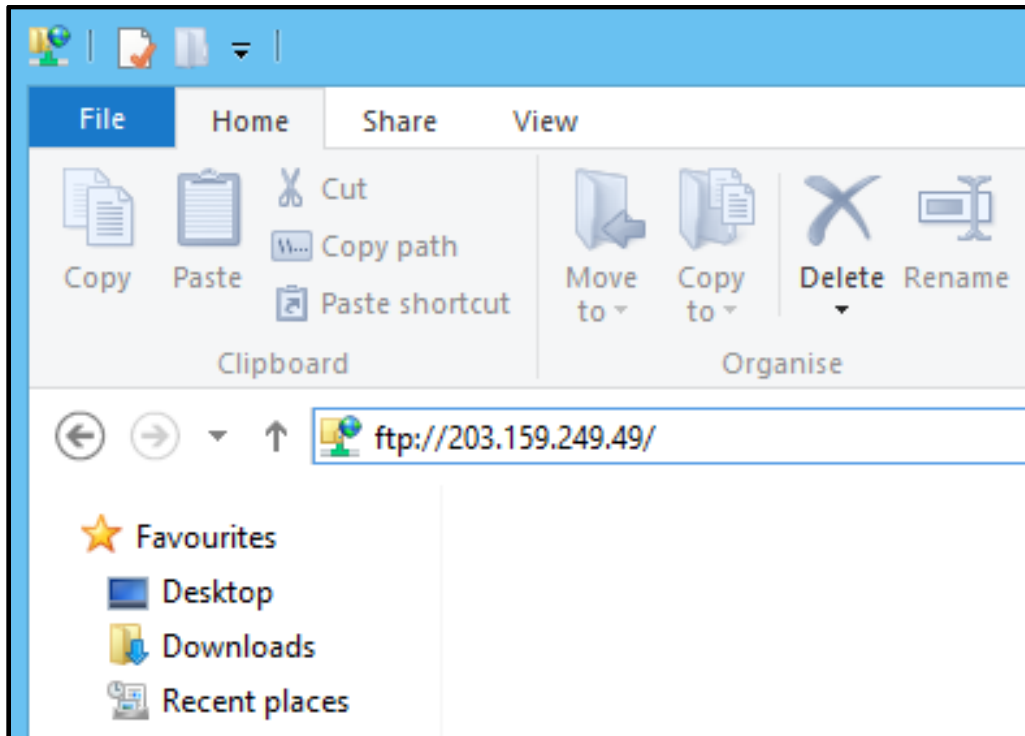 File Home Share View
Cut
Copy path
Paste shortcut
Copy Paste
Move to
Copy to
Delete Rename
Clipboard Organise
ftp://203.159.249.49/
Favourites
Desktop
Downloads
Recent places